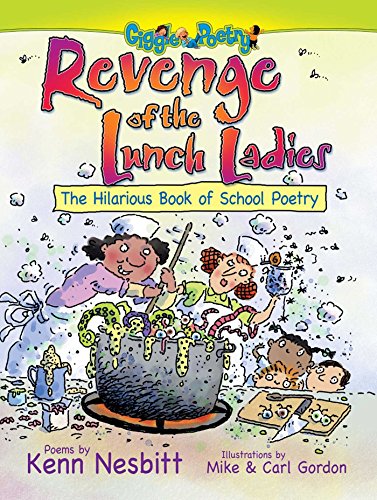 Giggle Poetry
Revenge
of the
Lunch Ladies
The Hilarious Book of School Poetry
Poems by
Kenn Nesbitt
Illustrations by
Mike & Carl Gordon